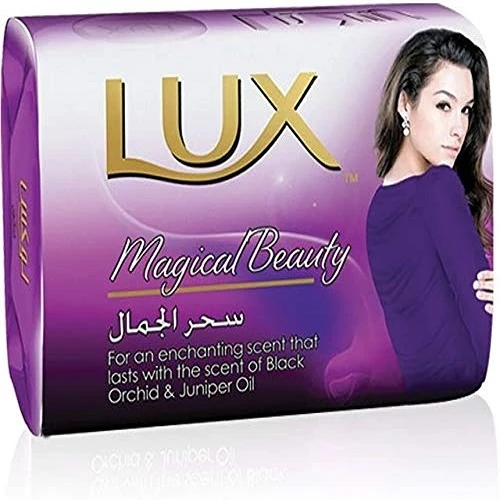 LUX
TM
Magical Beauty
سحر الجمال
For an enchanting scent that
lasts with the scent of Black
Orchid & Juniper Oil